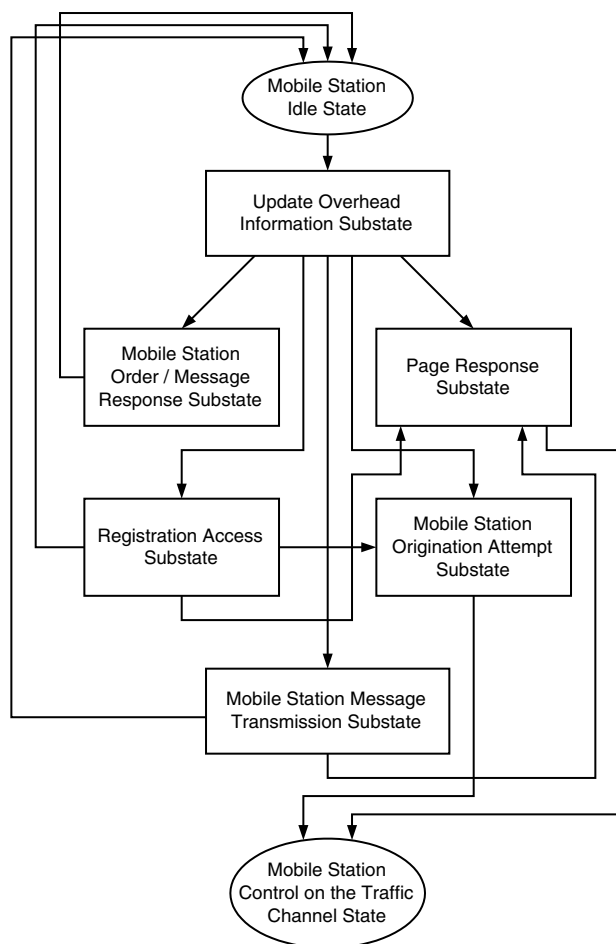 Mobile Station
Idle State
Update Overhead
Information Substate
Mobile Station
Order / Message
Response Substate
Page Response
Substate
Registration Access
Substate
Mobile Station
Origination Attempt
Substate
Mobile Station Message
Transmission Substate
Mobile Station
Control on the Traffic
Channel State